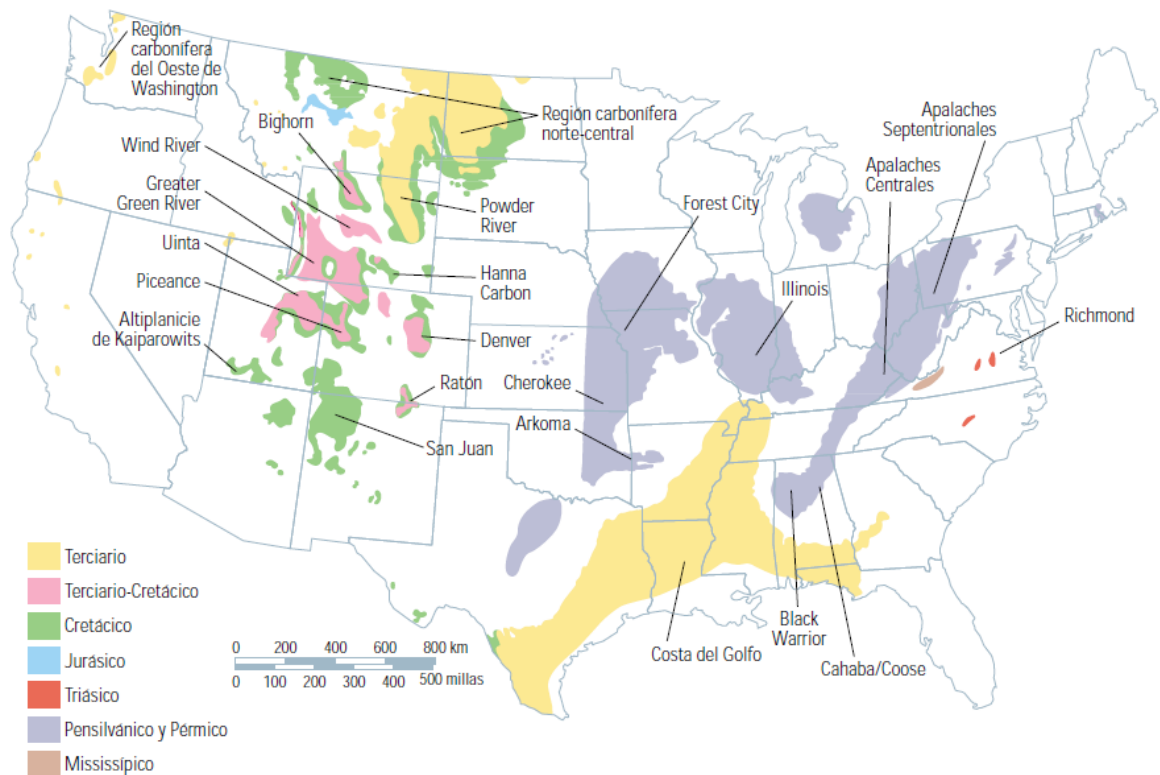 Región
carbonífera
del Oeste de
Washington
Bighorn
Wind River
Greater
Green River
Uinta
Piceance
Altiplanicie
de Kaiparowits
Región carbonífera
norte-central
Powder
River
Hanna
Carbon
Denver
Ratón
San Juan
Forest City
Cherokee
Arkoma
Illinois
Apalaches
Septentrionales
Apalaches
Centrales
Richmond
Costa del Golfo
Black
Warrior
Cahaba/Coose
Terciario
Terciario-Cretácico
Cretácico
Jurásico
Triásico
Pensilvánico y Pérmico
Mississípico
0 200 400 600 800 km
0 100 200 300 400 500 millas